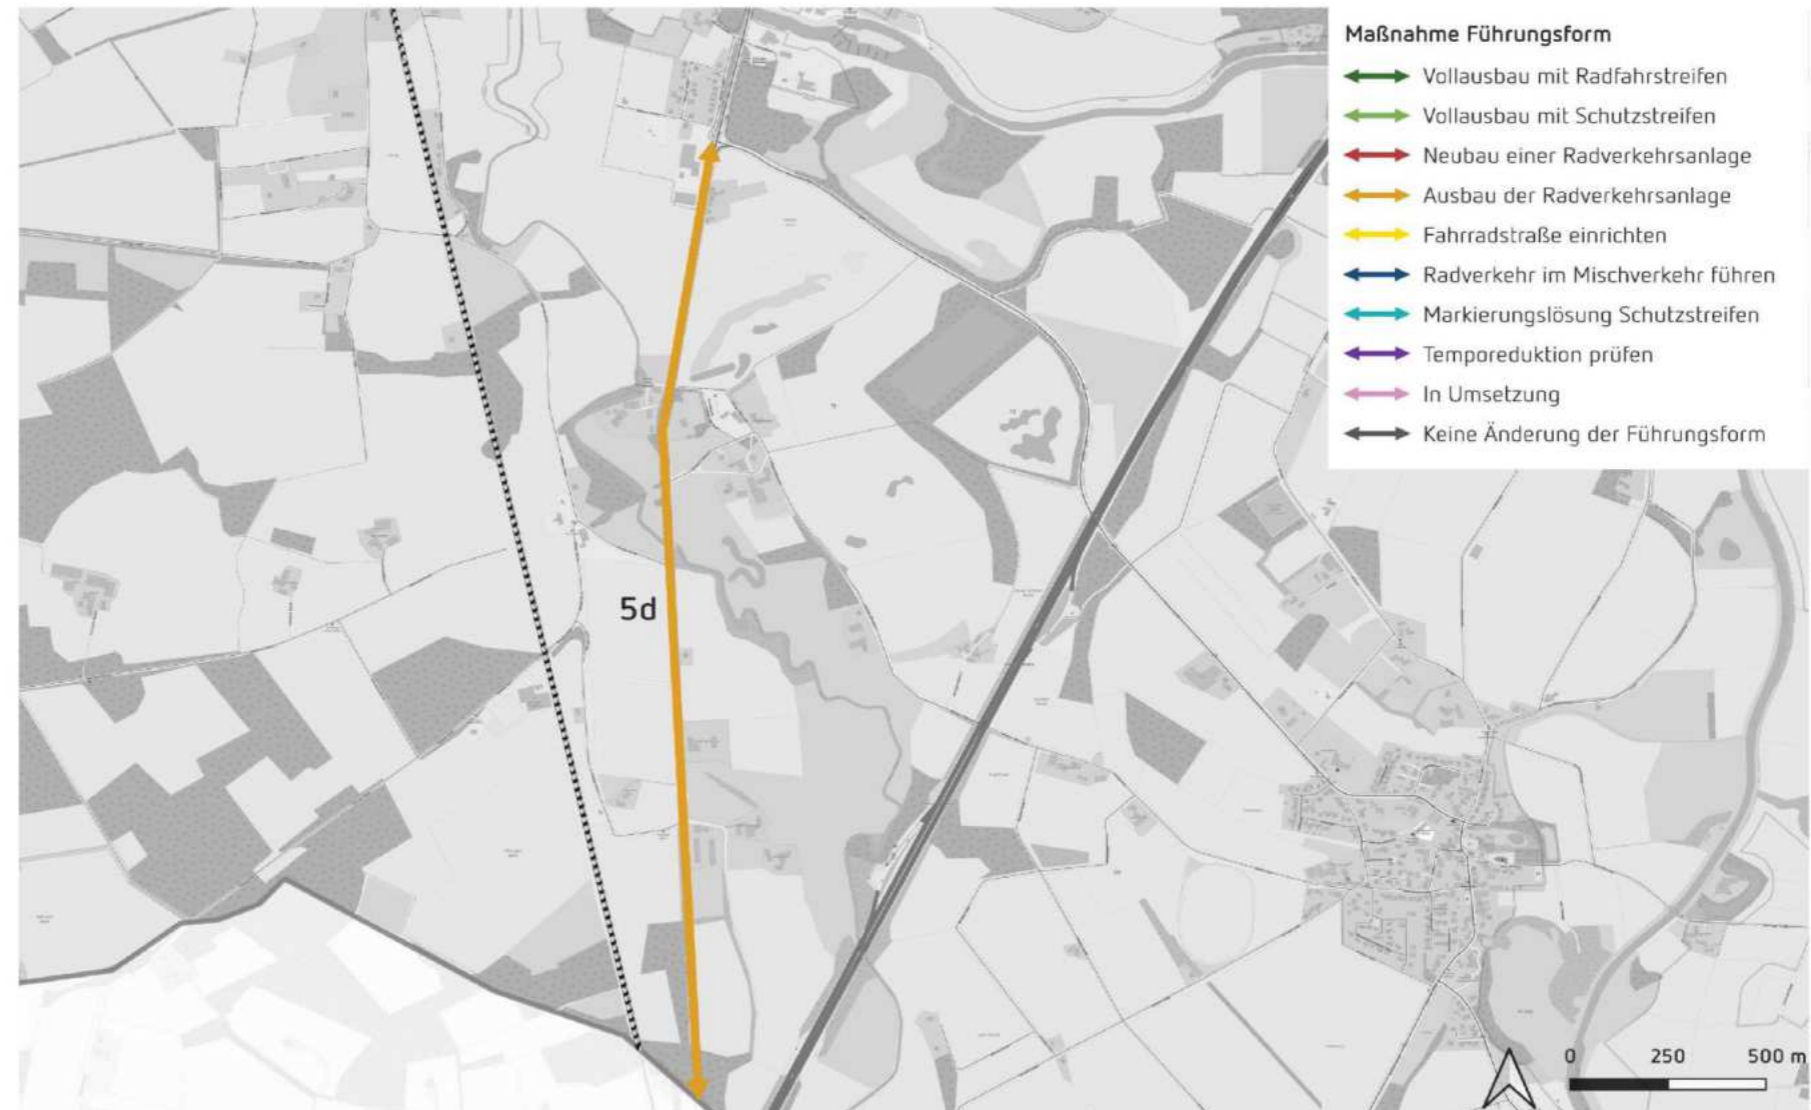 Maßnahme Führungsform
Vollausbau mit Radfahrstreifen
Vollausbau mit Schutzstreifen
Neubau einer Radverkehrsanlage
Ausbau der Radverkehrsanlage
Fahrradstraße einrichten
Radverkehr im Mischverkehr führen
Markierungslösung Schutzstreifen
Temporeduktion prüfen
In Umsetzung
Keine Änderung der Führungsform
5d
0 250 500 m